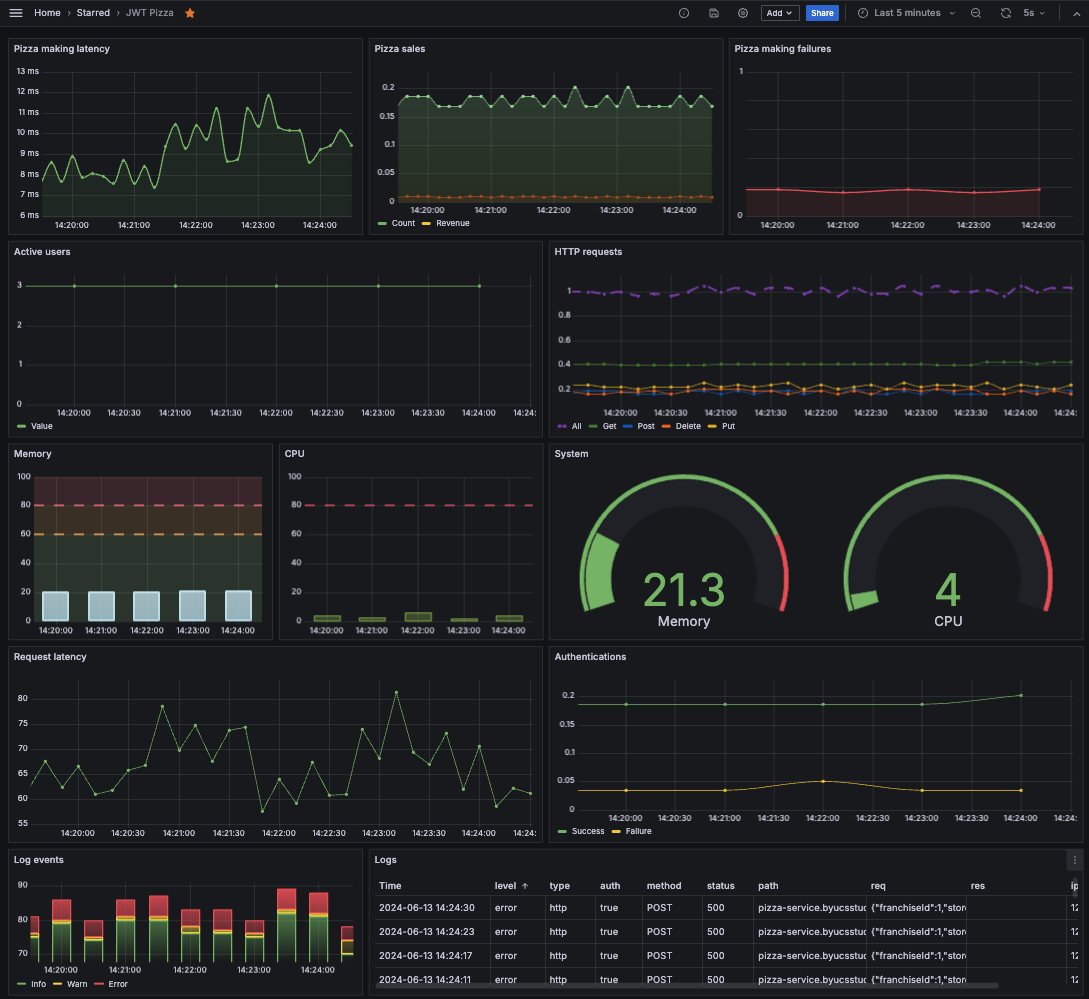 Home › Starred › JWT Pizza
Add
Share
Last 5 minutes
5s
Pizza making latency
13 ms
12 ms
11 ms
10 ms
9 ms
8 ms
7 ms
6 ms
14:20:00 14:21:00 14:22:00 14:23:00 14:24:00
Pizza sales
0.2
0.15
0.1
0.05
0
14:20:00 14:21:00 14:22:00 14:23:00 14:24:00
Count Revenue
Pizza making failures
1
0
14:20:00 14:21:00 14:22:00 14:23:00 14:24:00
Active users
3
2
1
0
14:20:00 14:20:30 14:21:00 14:21:30 14:22:00 14:22:30 14:23:00 14:23:30 14:24:00 14:24:
Value
HTTP requests
1
0.8
0.6
0.4
0.2
14:20:00 14:20:30 14:21:00 14:21:30 14:22:00 14:22:30 14:23:00 14:23:30 14:24:00 14:24:30
All Get Post Delete Put
Memory
100
80
60
40
20
0
14:20:00 14:21:00 14:22:00 14:23:00 14:24:00
CPU
100
80
60
40
20
0
14:20:00 14:21:00 14:22:00 14:23:00 14:24:00
System
21.3
Memory
4
CPU
Request latency
80
75
70
65
60
55
14:20:00 14:20:30 14:21:00 14:21:30 14:22:00 14:22:30 14:23:00 14:23:30 14:24:00 14:24:
Authentications
0.2
0.15
0.1
0.05
0
14:20:00 14:20:30 14:21:00 14:21:30 14:22:00 14:22:30 14:23:00 14:23:30 14:24:00 14:24:3
Success Failure
Log events
90
80
70
14:20:00 14:21:00 14:22:00 14:23:00 14:24:00
Info Warn Error
Logs
Time level type auth method status path req res ip
2024-06-13 14:24:30 error http true POST 500 pizza-service.byucsstud {"franchiseId":1,"store 12
2024-06-13 14:24:23 error http true POST 500 pizza-service.byucsstud {"franchiseId":1,"store 12
2024-06-13 14:24:17 error http true POST 500 pizza-service.byucsstud {"franchiseId":1,"store 12
2024-06-13 14:24:11 error http true POST 500 pizza-service.byucsstud {"franchiseId":1,"store 12